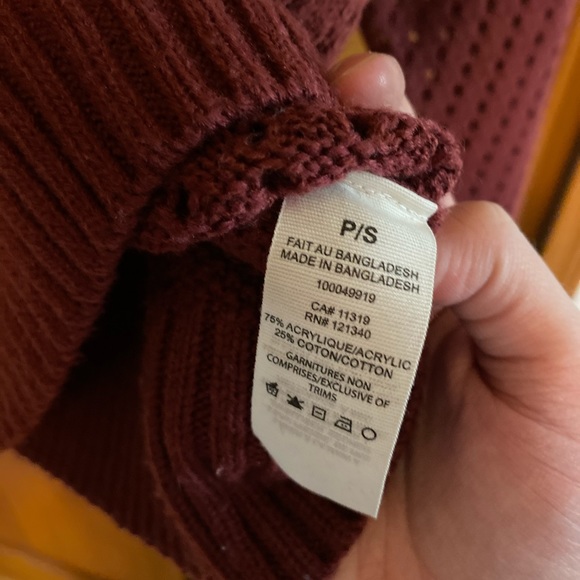 P/S
FAIT AU BANGLADESH
MADE IN BANGLADESH
100049919
CA# 11319
RN# 121340
75% ACRYLIQUE/ACRYLIC
25% COTON/COTTON
GARNITURES NON
COMPRISES/EXCLUSIVE OF
TRIMS